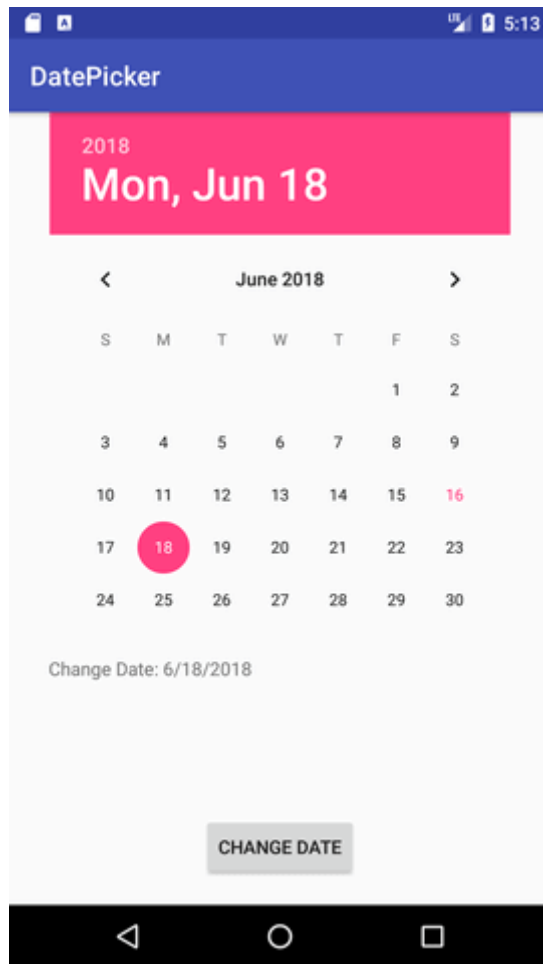 LTE 5:13
DatePicker
2018
Mon, Jun 18
June 2018
S M T W T F S
1 2
3 4 5 6 7 8 9
10 11 12 13 14 15 16
17 18 19 20 21 22 23
24 25 26 27 28 29 30
Change Date: 6/18/2018
CHANGE DATE